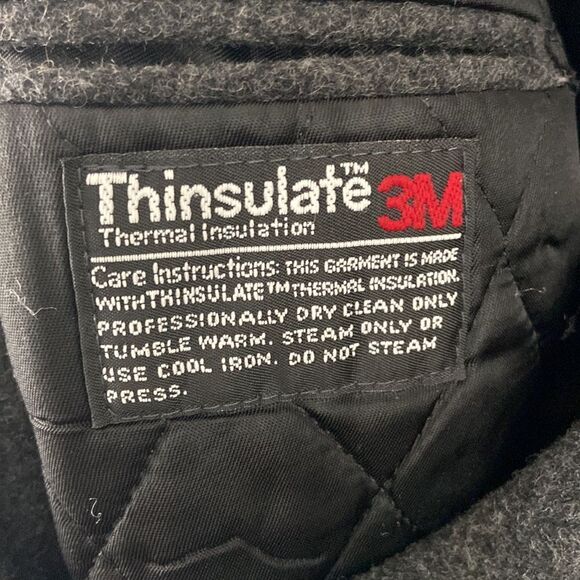 Thinsulate™ 3M
Thermal Insulation
Care Instructions: THIS GARMENT IS MADE
WITH THINSULATE™ THERMAL INSULATION.
PROFESSIONALLY DRY CLEAN ONLY
TUMBLE WARM. STEAM ONLY OR
USE COOL IRON. DO NOT STEAM
PRESS.